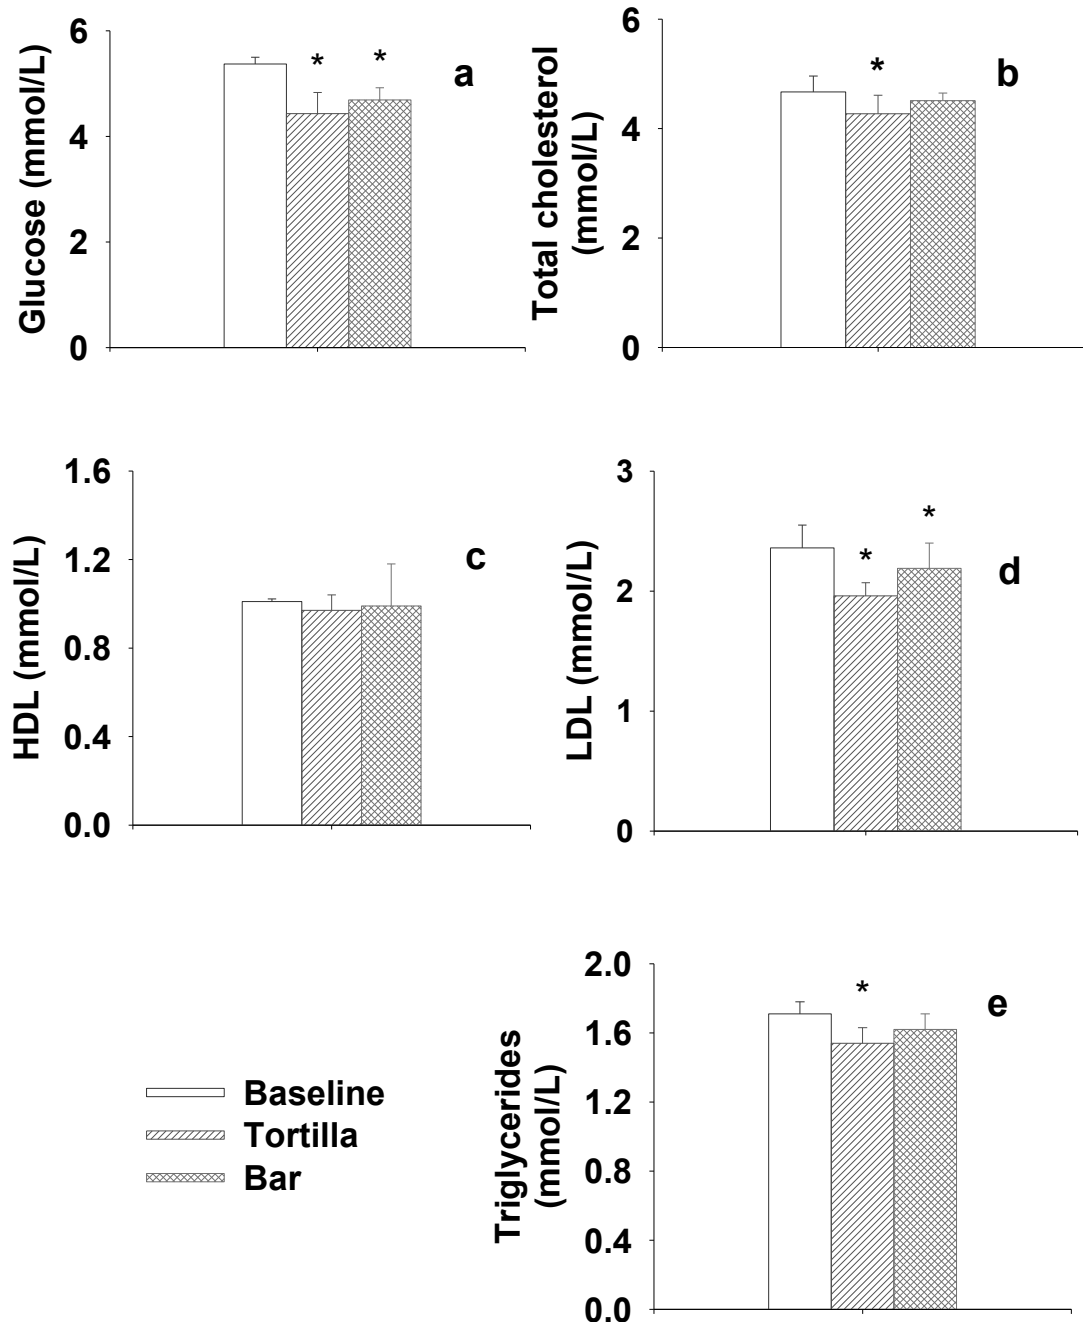 Glucose (mmol/L)
6
4
2
0
*
*
a
Total cholesterol
(mmol/L)
6
4
2
0
*
b
HDL (mmol/L)
1.6
1.2
0.8
0.4
0.0
c
LDL (mmol/L)
3
2
1
0
*
*
d
Baseline
Tortilla
Bar
Triglycerides
(mmol/L)
2.0
1.6
1.2
0.8
0.4
0.0
*
e